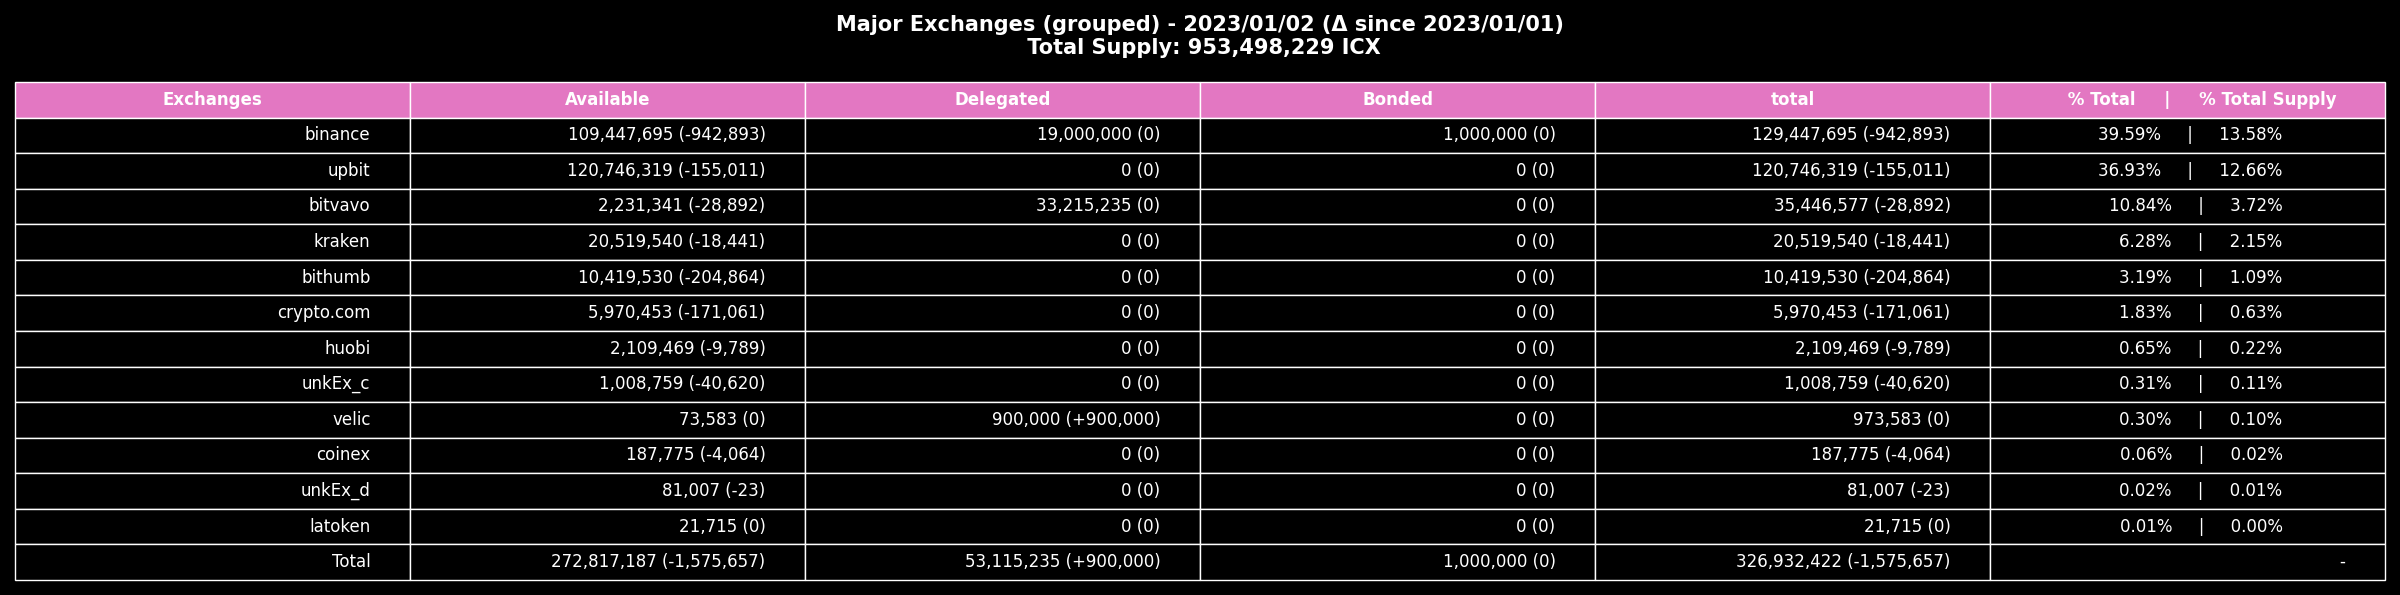 Major Exchanges (grouped) - 2023/01/02 (Δ since 2023/01/01)
Total Supply: 953,498,229 ICX
Exchanges Available Delegated Bonded total % Total | % Total Supply
binance 109,447,695 (-942,893) 19,000,000 (0) 1,000,000 (0) 129,447,695 (-942,893) 39.59% | 13.58%
upbit 120,746,319 (-155,011) 0 (0) 0 (0) 120,746,319 (-155,011) 36.93% | 12.66%
bitvavo 2,231,341 (-28,892) 33,215,235 (0) 0 (0) 35,446,577 (-28,892) 10.84% | 3.72%
kraken 20,519,540 (-18,441) 0 (0) 0 (0) 20,519,540 (-18,441) 6.28% | 2.15%
bithumb 10,419,530 (-204,864) 0 (0) 0 (0) 10,419,530 (-204,864) 3.19% | 1.09%
crypto.com 5,970,453 (-171,061) 0 (0) 0 (0) 5,970,453 (-171,061) 1.83% | 0.63%
huobi 2,109,469 (-9,789) 0 (0) 0 (0) 2,109,469 (-9,789) 0.65% | 0.22%
unkEx_c 1,008,759 (-40,620) 0 (0) 0 (0) 1,008,759 (-40,620) 0.31% | 0.11%
velic 73,583 (0) 900,000 (+900,000) 0 (0) 973,583 (0) 0.30% | 0.10%
coinex 187,775 (-4,064) 0 (0) 0 (0) 187,775 (-4,064) 0.06% | 0.02%
unkEx_d 81,007 (-23) 0 (0) 0 (0) 81,007 (-23) 0.02% | 0.01%
latoken 21,715 (0) 0 (0) 0 (0) 21,715 (0) 0.01% | 0.00%
Total 272,817,187 (-1,575,657) 53,115,235 (+900,000) 1,000,000 (0) 326,932,422 (-1,575,657) -